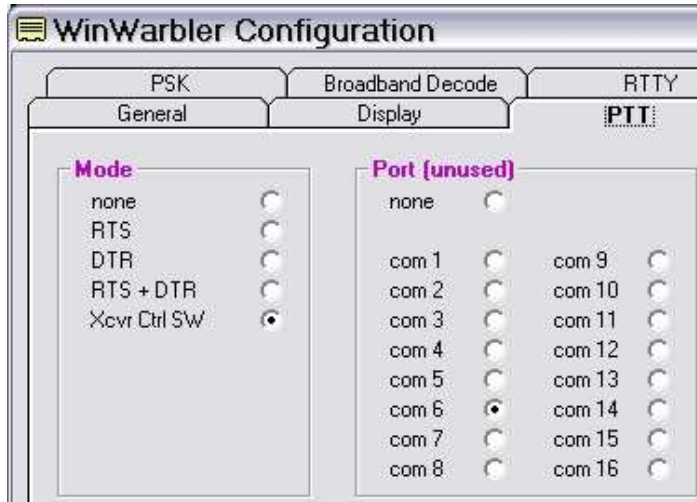 WinWarbler Configuration
PSK
Broadband Decode
RTTY
General
Display
PTT
Mode
none
RTS
DTR
RTS + DTR
Xcvr Ctrl SW
Port (unused)
none
com 1
com 2
com 3
com 4
com 5
com 6
com 7
com 8
com 9
com 10
com 11
com 12
com 13
com 14
com 15
com 16